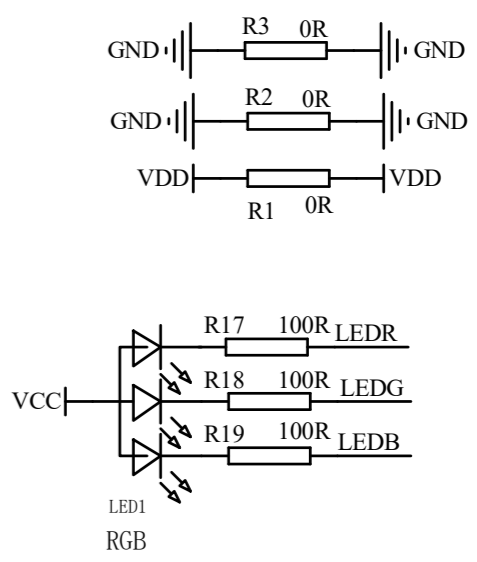 R3 0R
GND GND
R2 0R
GND GND
VDD VDD
R1 0R
R17 100R LEDR
R18 100R LEDG
VCC
R19 100R LEDB
LED1
RGB